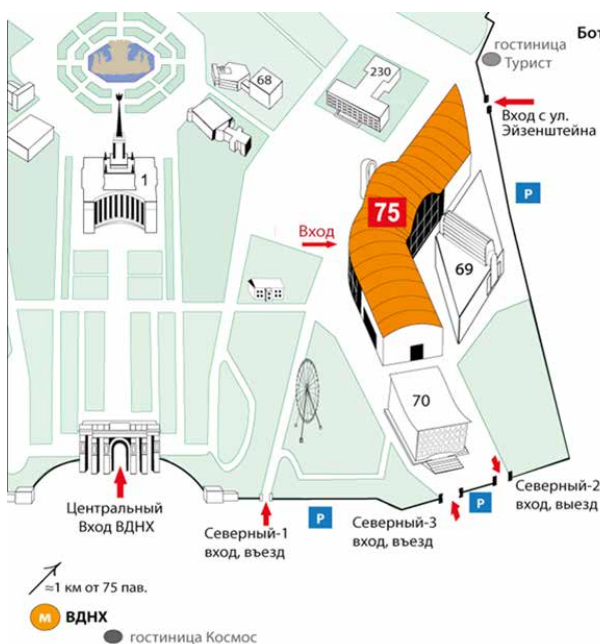 Бот
гостиница
Турист
68
230
Вход с ул.
Эйзенштейна
1
P
75
Вход
69
70
Центральный
Вход ВДНХ
Северный-1
вход, въезд
P
Северный-3
вход, въезд
P
Северный-2
вход, выезд
≈1 км от 75 пав.
М ВДНХ
гостиница Космос